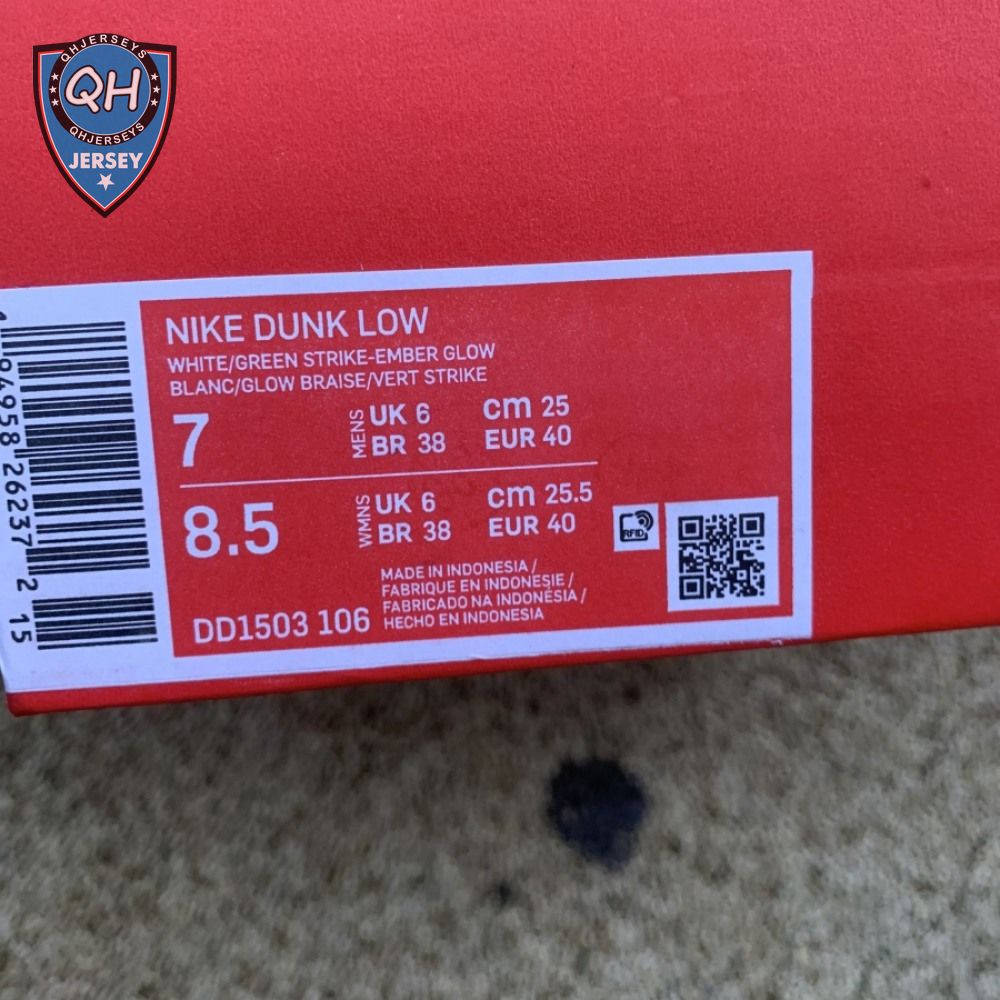 QHJERSEYS
QH
QHJERSEYS
JERSEY
NIKE DUNK LOW
WHITE/GREEN STRIKE-EMBER GLOW
BLANC/GLOW BRAISE/VERT STRIKE
7
MENS
UK 6 cm 25
BR 38 EUR 40
8.5
WMNS
UK 6 cm 25.5
BR 38 EUR 40
RFID
DD1503 106
MADE IN INDONESIA /
FABRIQUE EN INDONESIE /
FABRICADO NA INDONÉSIA /
HECHO EN INDONESIA
94958 26237 2 15